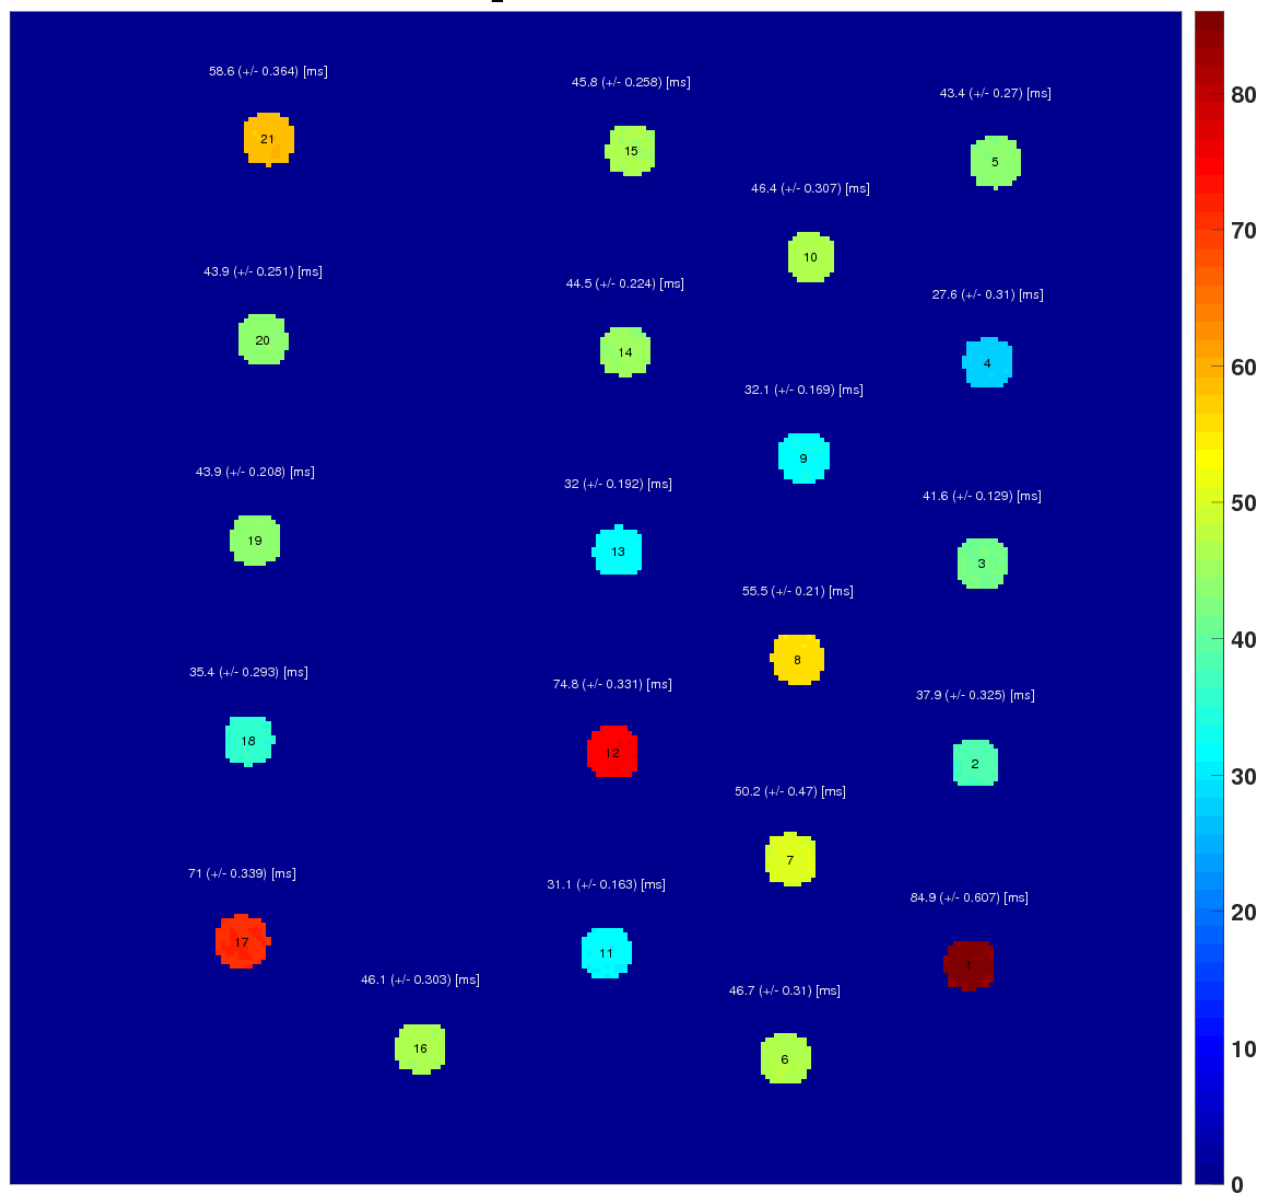 58.6 (+/- 0.364) [ms]
45.8 (+/- 0.258) [ms]
43.4 (+/- 0.27) [ms]
21
15
5
46.4 (+/- 0.307) [ms]
10
43.9 (+/- 0.251) [ms]
44.5 (+/- 0.224) [ms]
27.6 (+/- 0.31) [ms]
20
14
4
32.1 (+/- 0.169) [ms]
9
43.9 (+/- 0.208) [ms]
32 (+/- 0.192) [ms]
41.6 (+/- 0.129) [ms]
19
13
3
55.5 (+/- 0.21) [ms]
8
35.4 (+/- 0.293) [ms]
74.8 (+/- 0.331) [ms]
37.9 (+/- 0.325) [ms]
18
12
2
50.2 (+/- 0.47) [ms]
7
71 (+/- 0.339) [ms]
31.1 (+/- 0.163) [ms]
84.9 (+/- 0.607) [ms]
17
11
1
46.1 (+/- 0.303) [ms]
46.7 (+/- 0.31) [ms]
16
6
80
70
60
50
40
30
20
10
0